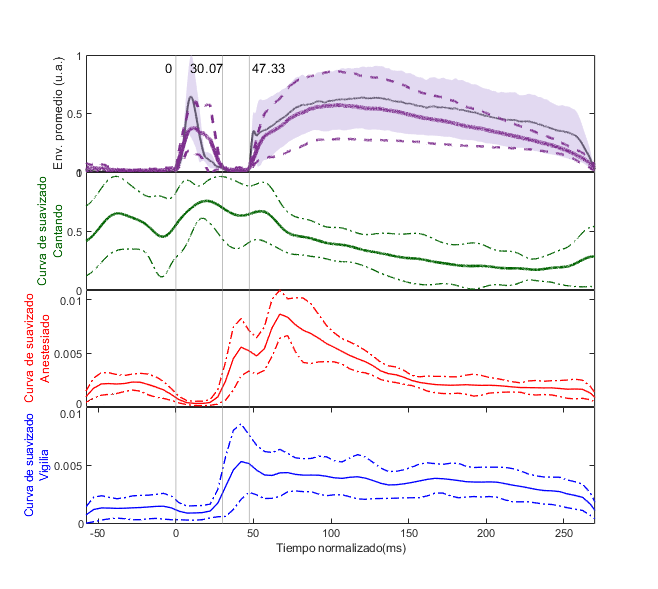 Env. promedio (u.a.)
1
0.5
0
0 30.07 47.33
Curva de suavizado
Cantando
0.5
0
Curva de suavizado
Anestesiado
0.01
0.005
0
Curva de suavizado
Vigilia
0.01
0.005
0
-50 0 50 100 150 200 250
Tiempo normalizado(ms)